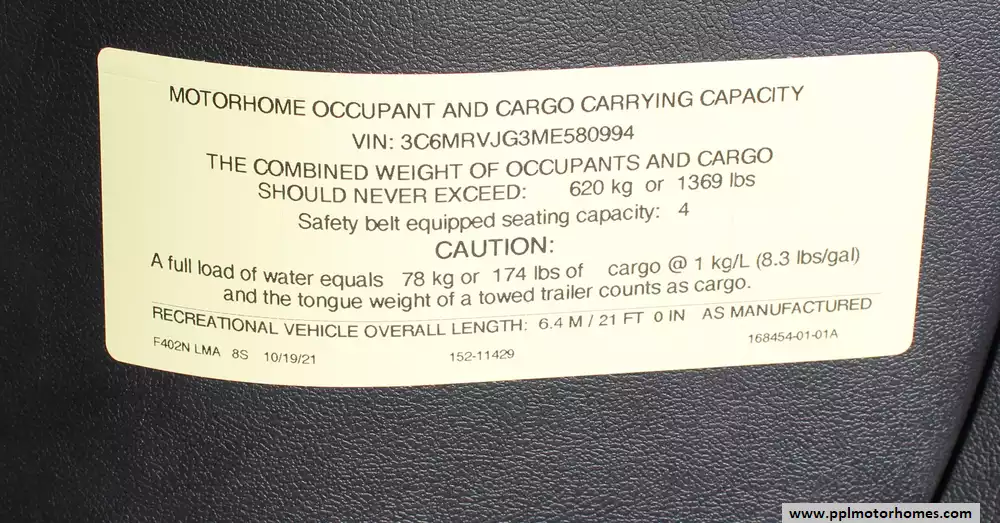 MOTORHOME OCCUPANT AND CARGO CARRYING CAPACITY
VIN: 3C6MRVJG3ME580994
THE COMBINED WEIGHT OF OCCUPANTS AND CARGO
SHOULD NEVER EXCEED: 620 kg or 1369 lbs
Safety belt equipped seating capacity: 4
CAUTION:
A full load of water equals 78 kg or 174 lbs of cargo @ 1 kg/L (8.3 lbs/gal)
and the tongue weight of a towed trailer counts as cargo.
RECREATIONAL VEHICLE OVERALL LENGTH: 6.4 M / 21 FT 0 IN AS MANUFACTURED
F402N LMA 8S 10/19/21 152-11429 168454-01-01A
www.pplmotorhomes.com